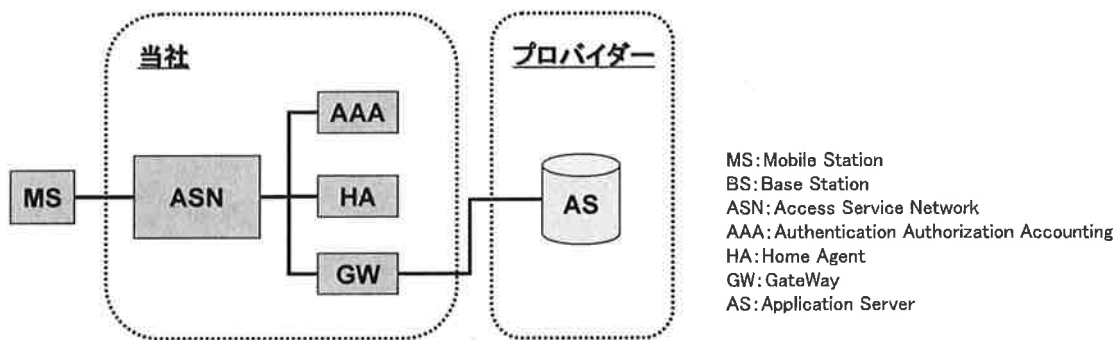 当社
プロバイダー
AAA
MS
ASN
HA
AS
GW
MS:Mobile Station
BS:Base Station
ASN:Access Service Network
AAA:Authentication Authorization Accounting
HA:Home Agent
GW:GateWay
AS:Application Server